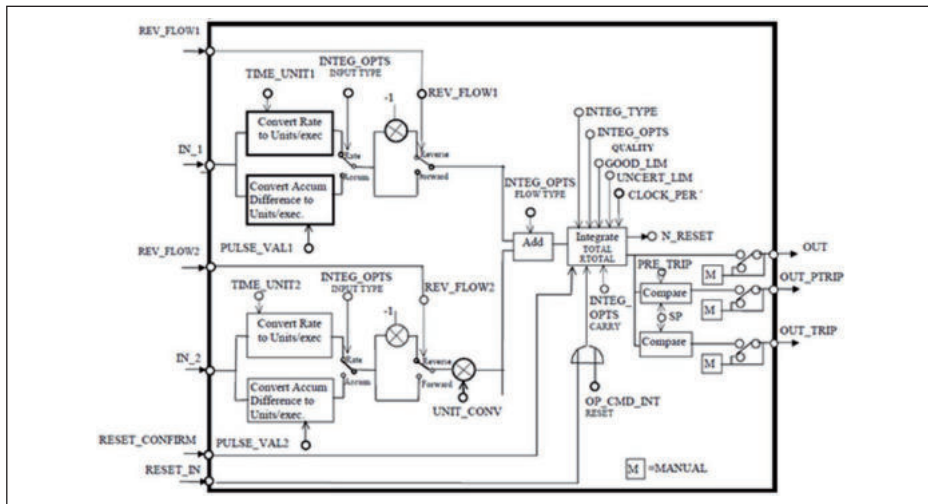 REV_FLOW1
TIME_UNIT1
INTEG_OPTS
INPUT TYPE
REV_FLOW1
-1
Convert Rate
to Units/exec
IN_1
Rate
Accum
Reverse
Forward
Convert Accum
Difference to
Units/exec.
PULSE_VAL1
INTEG_TYPE
INTEG_OPTS
QUALITY
GOOD_LIM
UNCERT_LIM
CLOCK_PER
INTEG_OPTS
FLOW TYPE
Add
Integrate
TOTAL
RTOTAL
N_RESET
OUT
M
PRE_TRIP
Compare
OUT_PTRIP
M
SP
Compare
OUT_TRIP
M
INTEG_
OPTS
CARRY
OP_CMD_INT
RESET
REV_FLOW2
TIME_UNIT2
INTEG_OPTS
INPUT TYPE
REV_FLOW2
-1
Convert Rate
to Units/exec
IN_2
Rate
Accum
Reverse
Forward
Convert Accum
Difference to
Units/exec.
UNIT_CONV
PULSE_VAL2
RESET_CONFIRM
RESET_IN
M =MANUAL